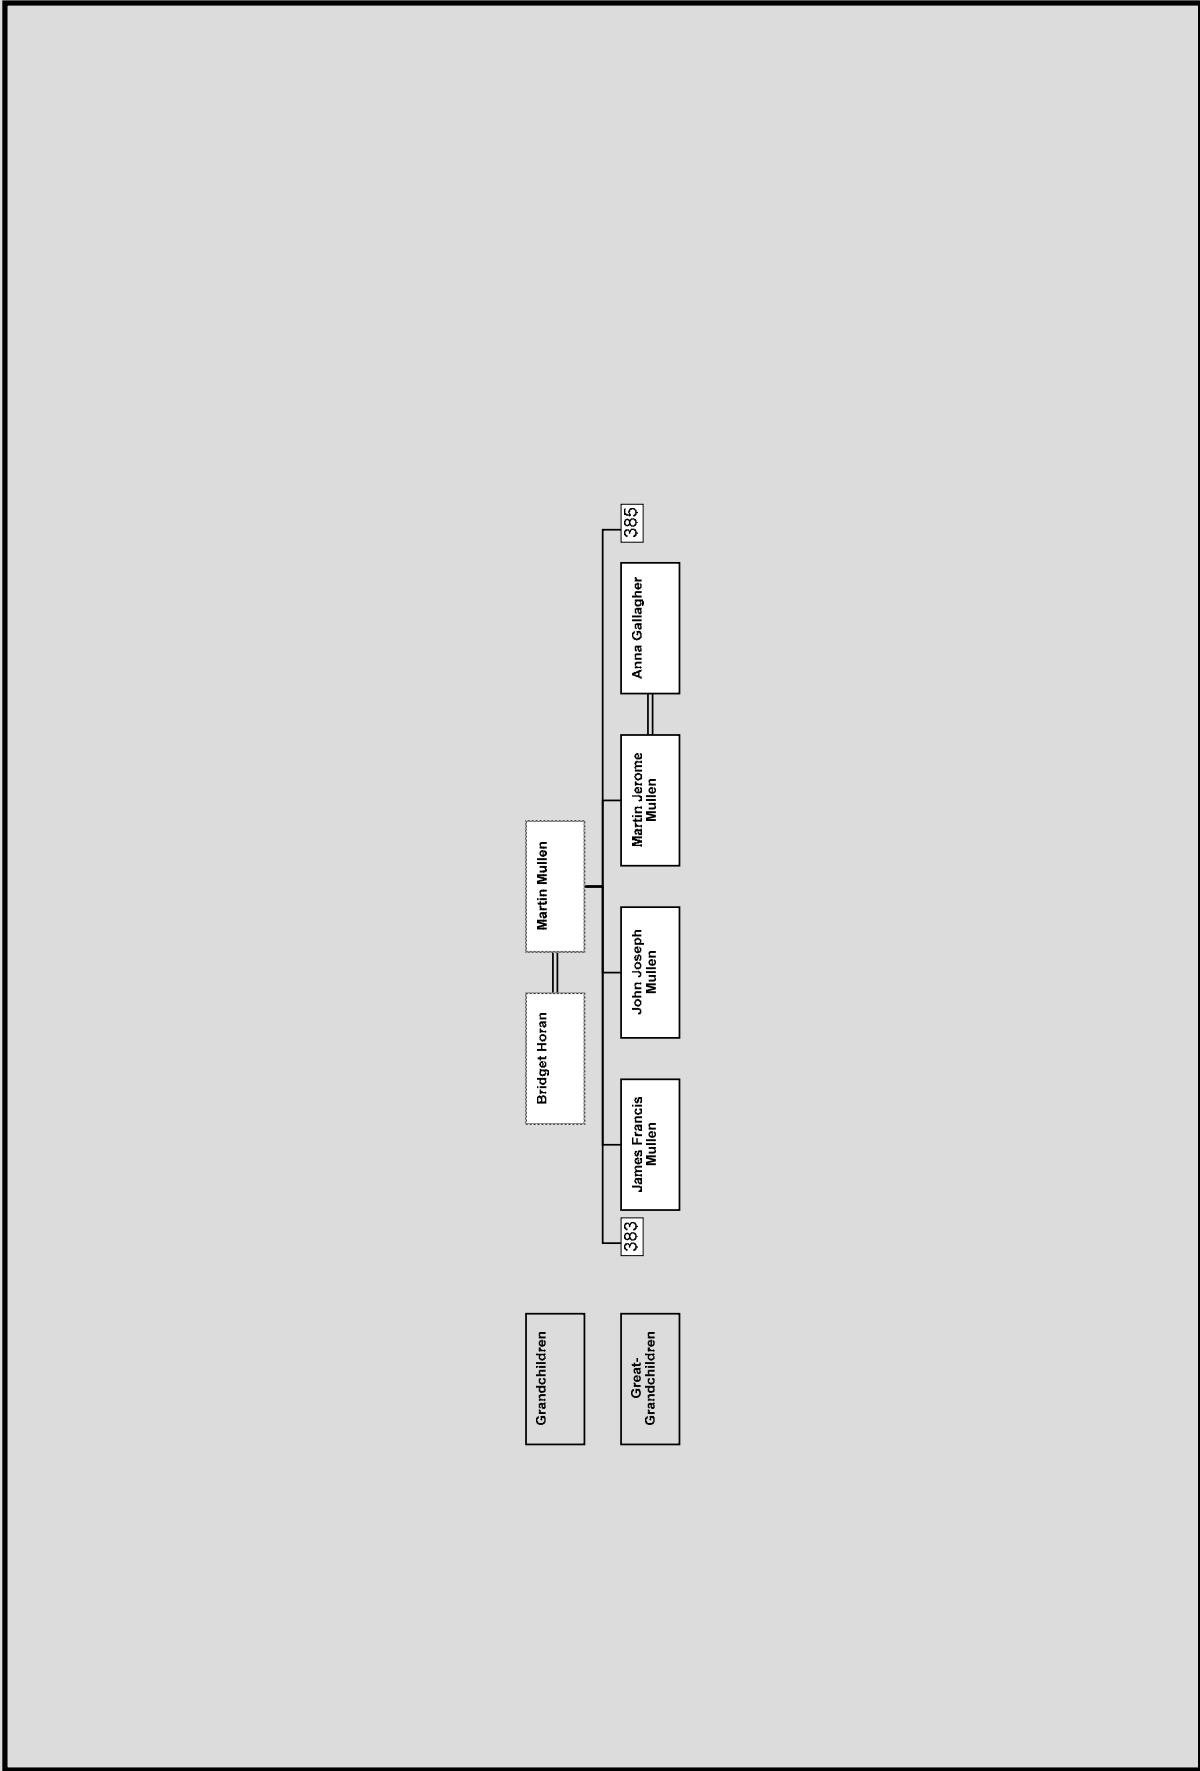 Grandchildren
Bridget Horan
Martin Mullen
Great-
Grandchildren
383
James Francis
Mullen
John Joseph
Mullen
Martin Jerome
Mullen
Anna Gallagher
385